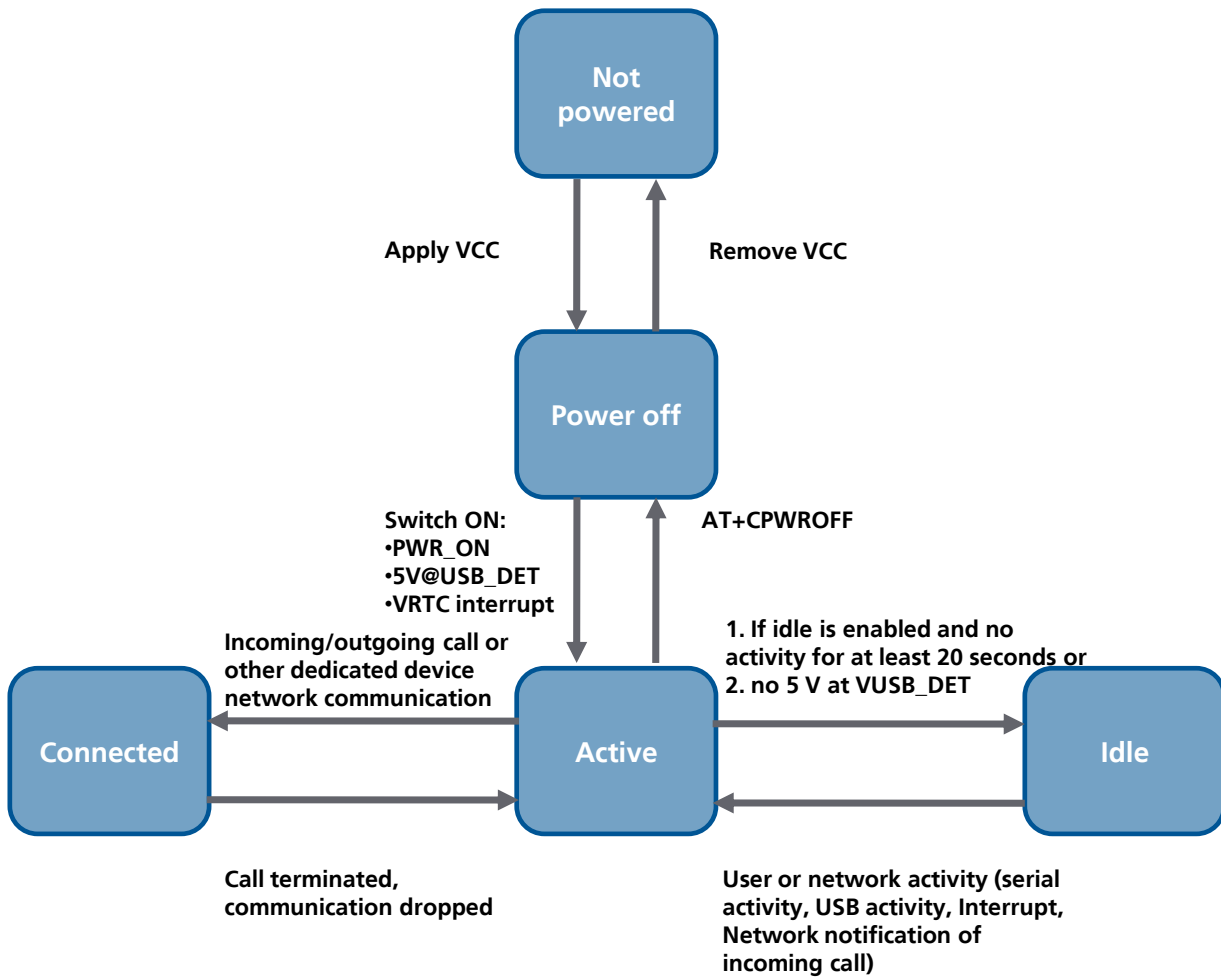 Not
powered
Apply VCC
Remove VCC
Power off
Switch ON:
•PWR_ON
•5V@USB_DET
•VRTC interrupt
AT+CPWROFF
Incoming/outgoing call or
other dedicated device
network communication
1. If idle is enabled and no
activity for at least 20 seconds or
2. no 5 V at VUSB_DET
Connected
Active
Idle
Call terminated,
communication dropped
User or network activity (serial
activity, USB activity, Interrupt,
Network notification of
incoming call)